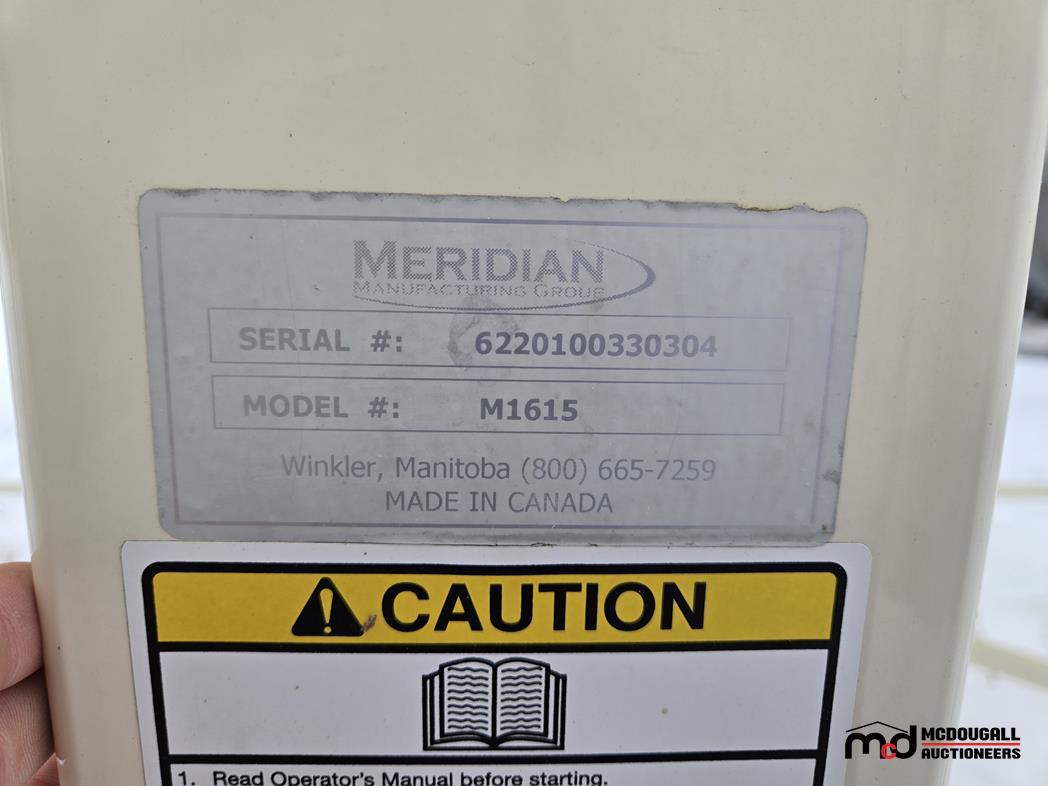 MERIDIAN
MANUFACTURING GROUP
SERIAL #: 6220100330304
MODEL #: M1615
Winkler, Manitoba (800) 665-7259
MADE IN CANADA
CAUTION
1. Read Operator's Manual before starting.
mcd MCDOUGALL
AUCTIONEERS